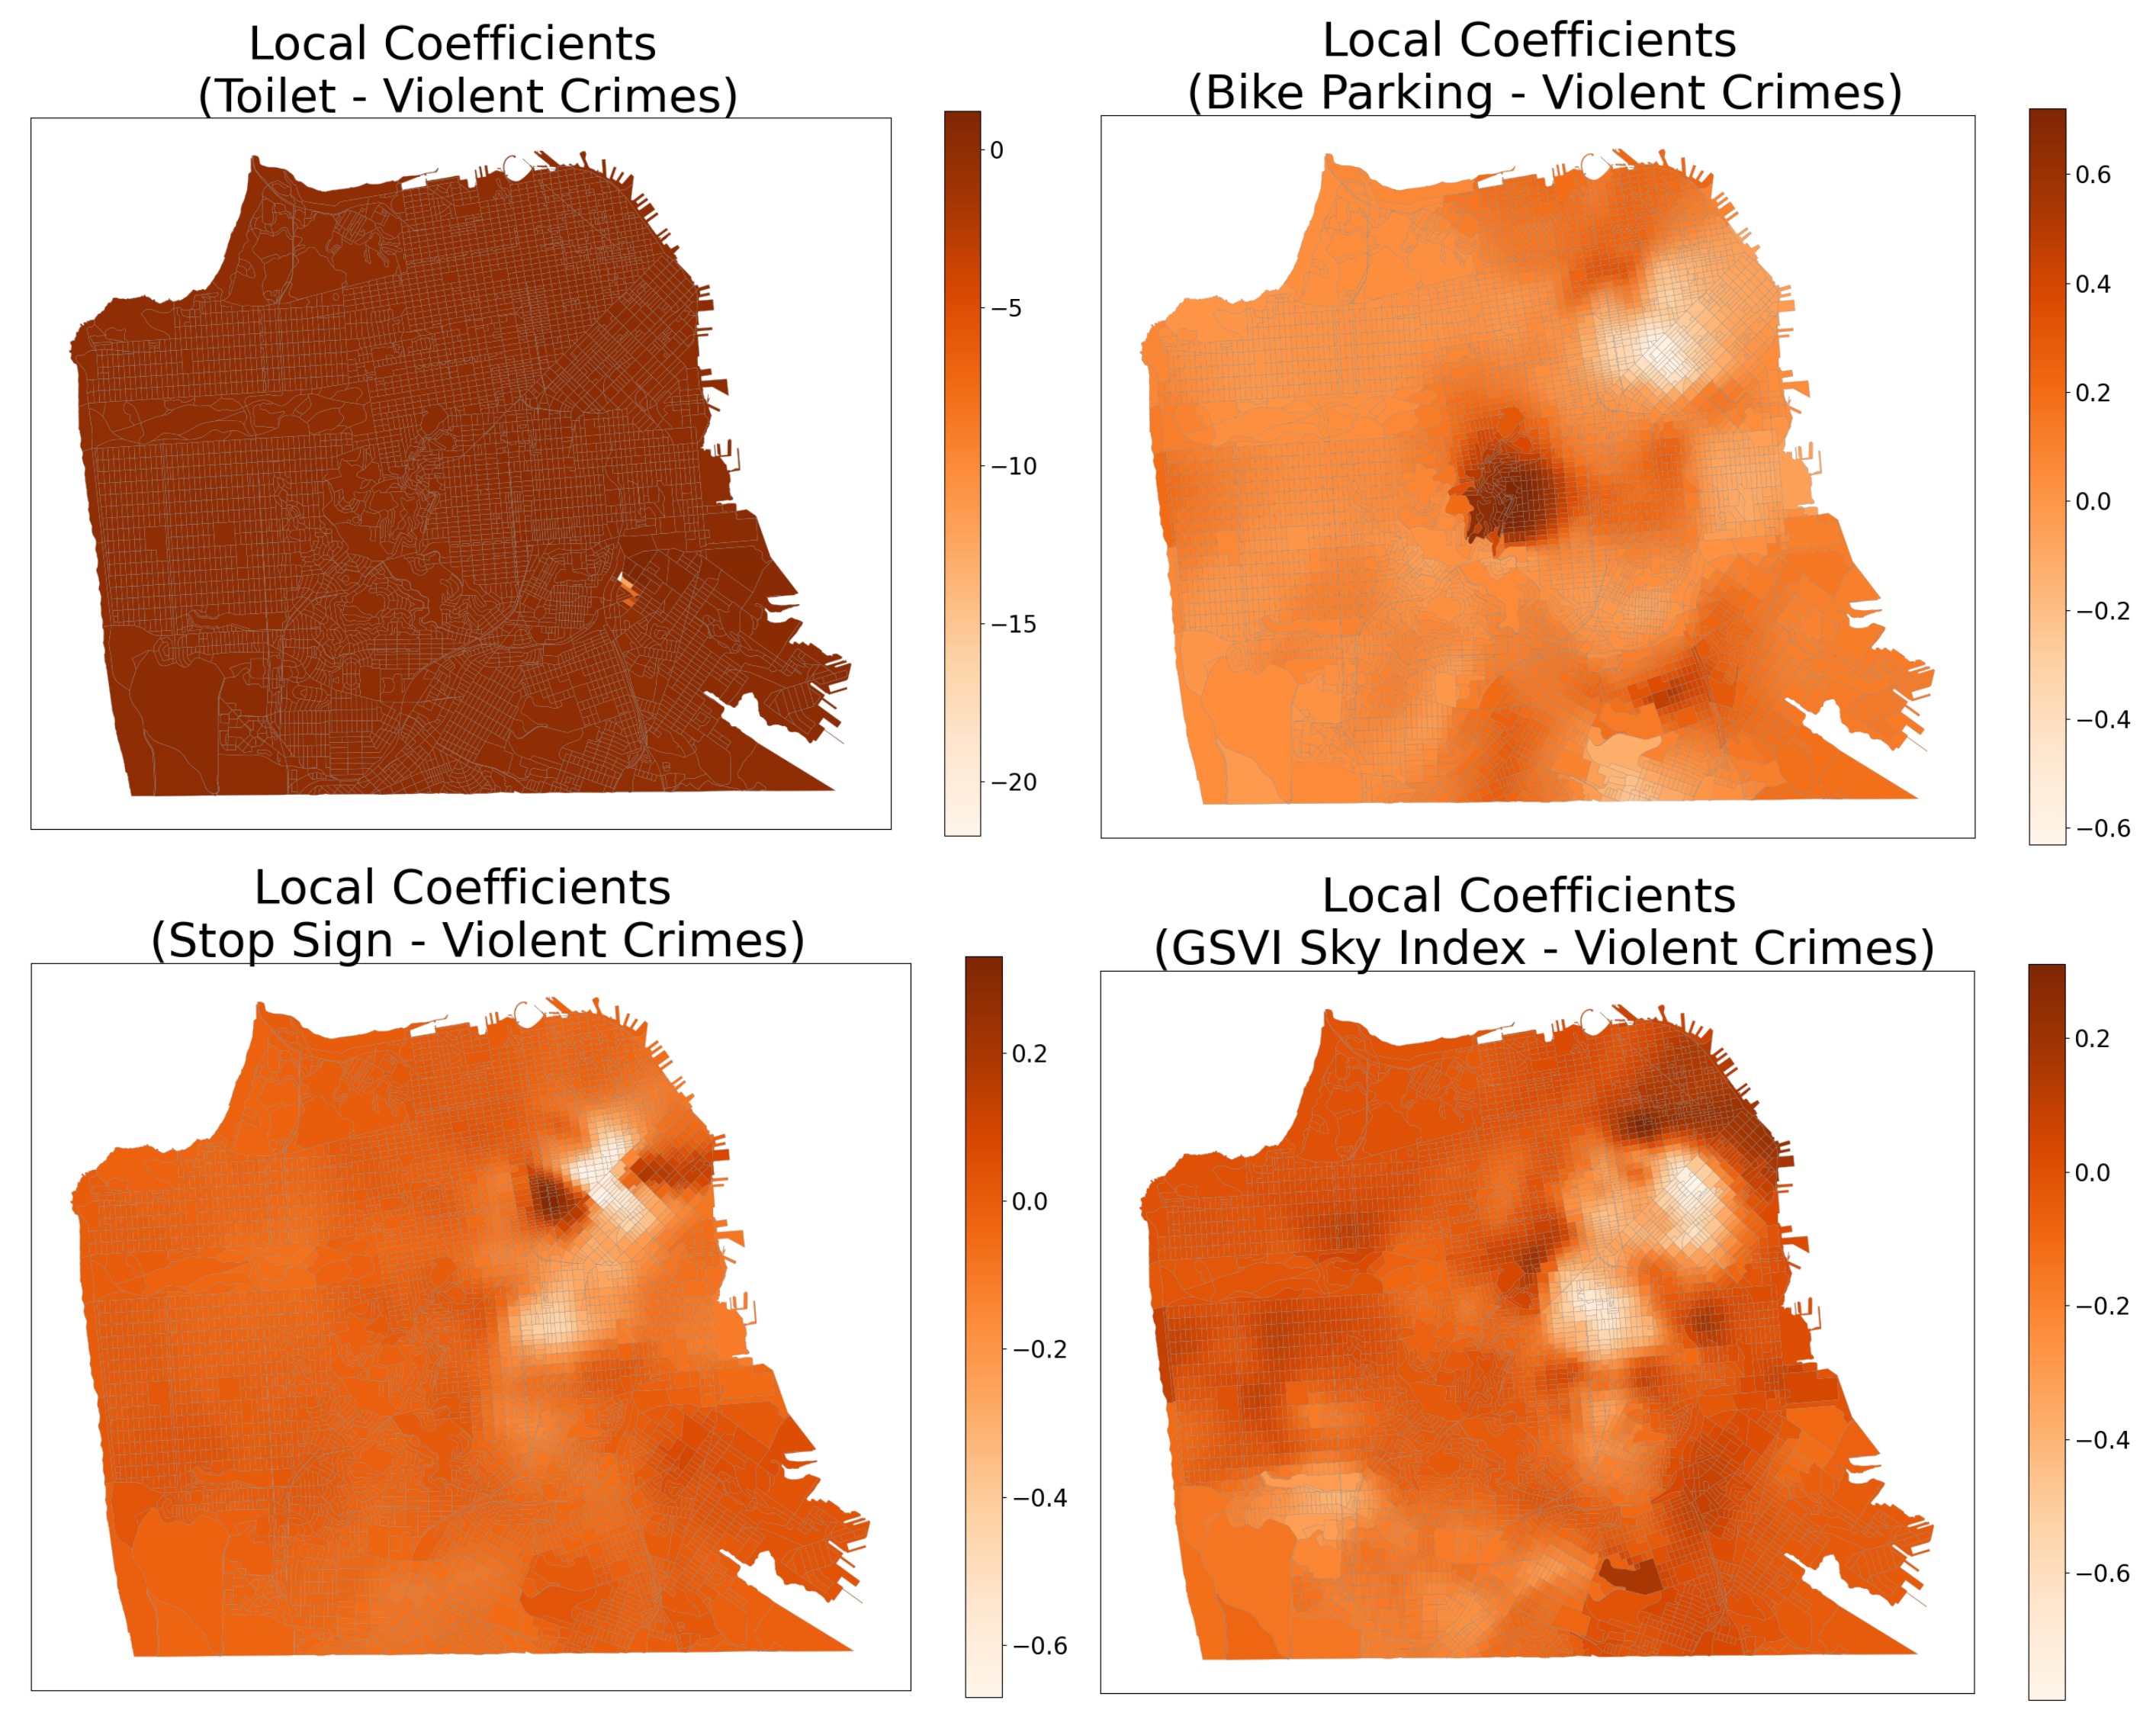 Local Coefficients
(Toilet - Violent Crimes)
0
−5
−10
−15
−20
Local Coefficients
(Bike Parking - Violent Crimes)
0.6
0.4
0.2
0.0
−0.2
−0.4
−0.6
Local Coefficients
(Stop Sign - Violent Crimes)
0.2
0.0
−0.2
−0.4
−0.6
Local Coefficients
(GSVI Sky Index - Violent Crimes)
0.2
0.0
−0.2
−0.4
−0.6